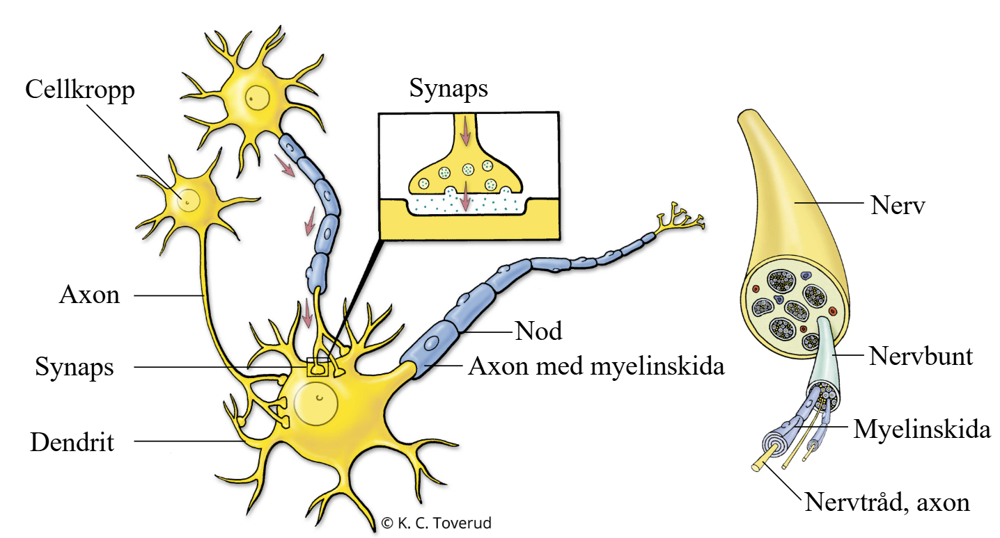 Cellkropp
Synaps
Nerv
Axon
Nod
Synaps
Axon med myelinskida
Nervbunt
Dendrit
Myelinskida
Nervtråd, axon
© K. C. Toverud